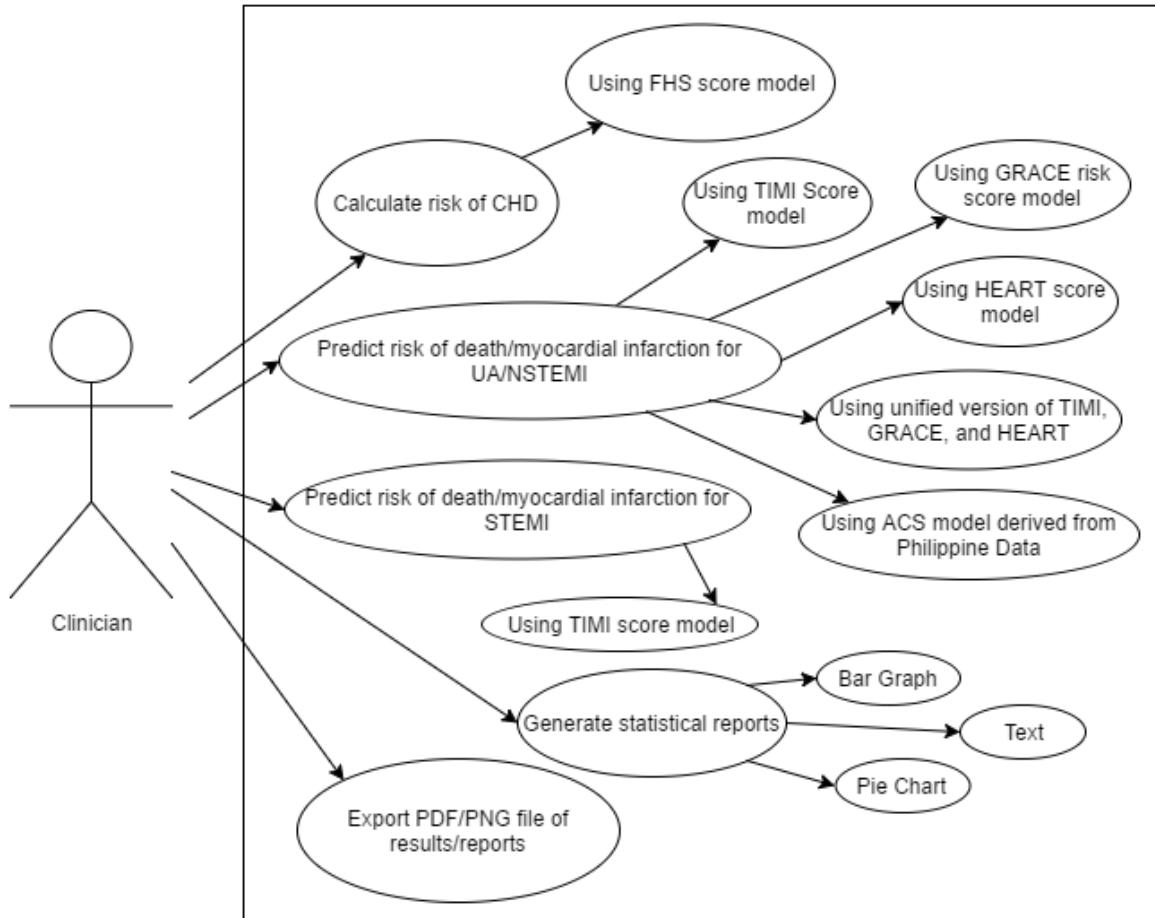 Using FHS score model
Calculate risk of CHD
Using TIMI Score
model
Using GRACE risk
score model
Using HEART score
model
Predict risk of death/myocardial infarction for
UA/NSTEMI
Using unified version of TIMI,
GRACE, and HEART
Predict risk of death/myocardial infarction for
STEMI
Using ACS model derived from
Philippine Data
Clinician
Using TIMI score model
Bar Graph
Generate statistical reports
Text
Pie Chart
Export PDF/PNG file of
results/reports